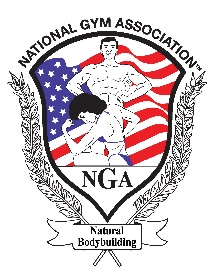 NATIONAL GYM ASSOCIATION™
NGA
Natural
Bodybuilding